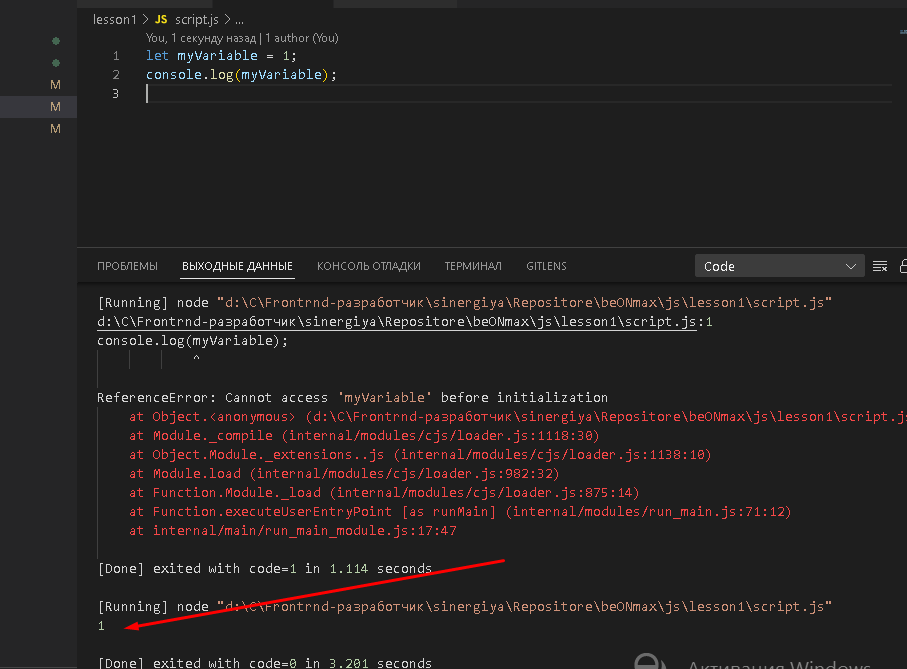 lesson1 > JS script.js > ...
You, 1 секунду назад | 1 author (You)
1 let myVariable = 1;
2 console.log(myVariable);
3
M
M
M
ПРОБЛЕМЫ ВЫХОДНЫЕ ДАННЫЕ КОНСОЛЬ ОТЛАДКИ ТЕРМИНАЛ GITLENS Code
[Running] node "d:\C\Frontrnd-разработчик\sinergiya\Repositore\beONmax\js\lesson1\script.js"
d:\C\Frontrnd-разработчик\sinergiya\Repositore\beONmax\js\lesson1\script.js:1
console.log(myVariable);
^
ReferenceError: Cannot access 'myVariable' before initialization
at Object.<anonymous> (d:\C\Frontrnd-разработчик\sinergiya\Repositore\beONmax\js\lesson1\script.js
at Module._compile (internal/modules/cjs/loader.js:1118:30)
at Object.Module._extensions..js (internal/modules/cjs/loader.js:1138:10)
at Module.load (internal/modules/cjs/loader.js:982:32)
at Function.Module._load (internal/modules/cjs/loader.js:875:14)
at Function.executeUserEntryPoint [as runMain] (internal/modules/run_main.js:71:12)
at internal/main/run_main_module.js:17:47
[Done] exited with code=1 in 1.114 seconds
[Running] node "d:\C\Frontrnd-разработчик\sinergiya\Repositore\beONmax\js\lesson1\script.js"
1
[Done] exited with code=0 in 3.201 seconds
Активация Windows